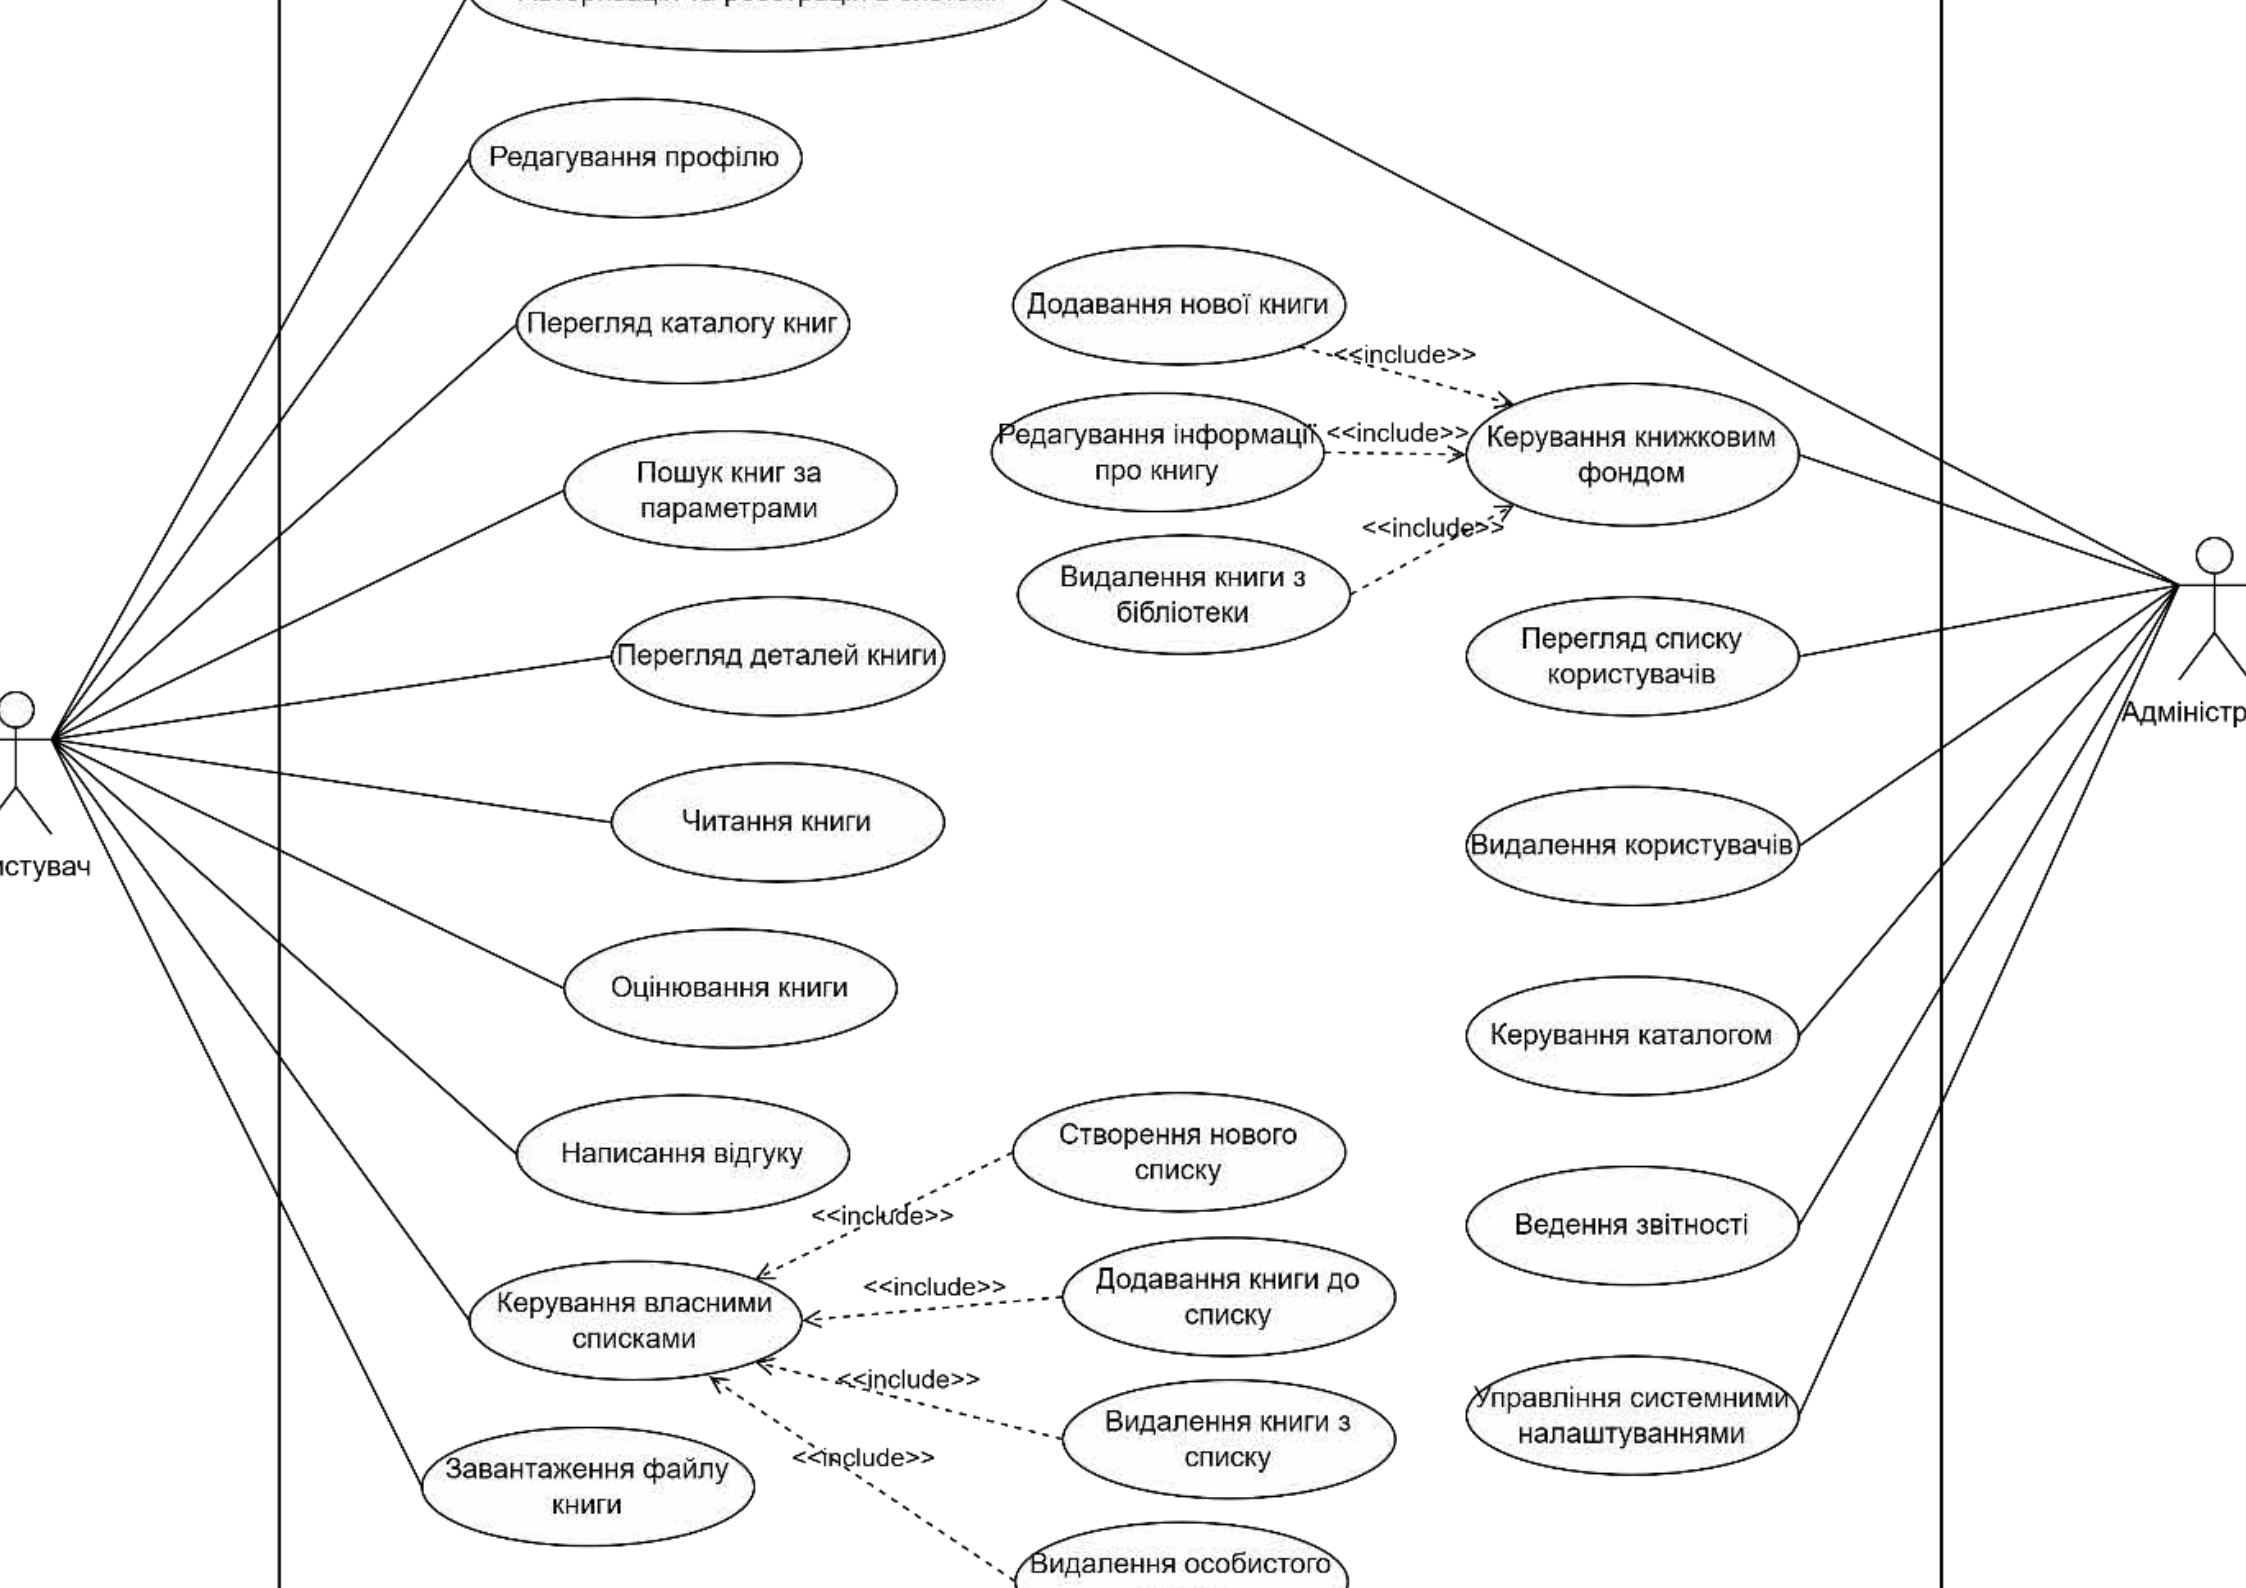 Редагування профілю
Перегляд каталогу книг
Додавання нової книги
<<include>>
Редагування інформації
про книгу
<<include>>
Керування книжковим
фондом
Пошук книг за
параметрами
<<include>>
Видалення книги з
бібліотеки
Перегляд деталей книги
Перегляд списку
користувачів
Адміністр
Читання книги
Видалення користувачів
истувач
Оцінювання книги
Керування каталогом
Написання відгуку
Створення нового
списку
<<include>>
Ведення звітності
Керування власними
списками
<<include>>
Додавання книги до
списку
<<include>>
Видалення книги з
списку
Управління системними
налаштуваннями
Завантаження файлу
книги
<<include>>
Видалення особистого